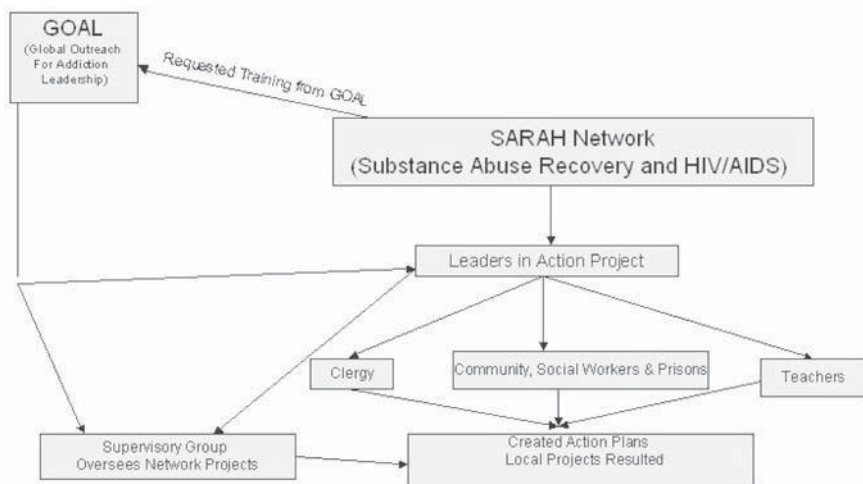 GOAL
(Global Outreach
For Addiction
Leadership)
Requested Training from GOAL
SARAH Network
(Substance Abuse Recovery and HIV/AIDS)
Leaders in Action Project
Clergy
Community, Social Workers & Prisons
Teachers
Supervisory Group
Oversees Network Projects
Created Action Plans
Local Projects Resulted